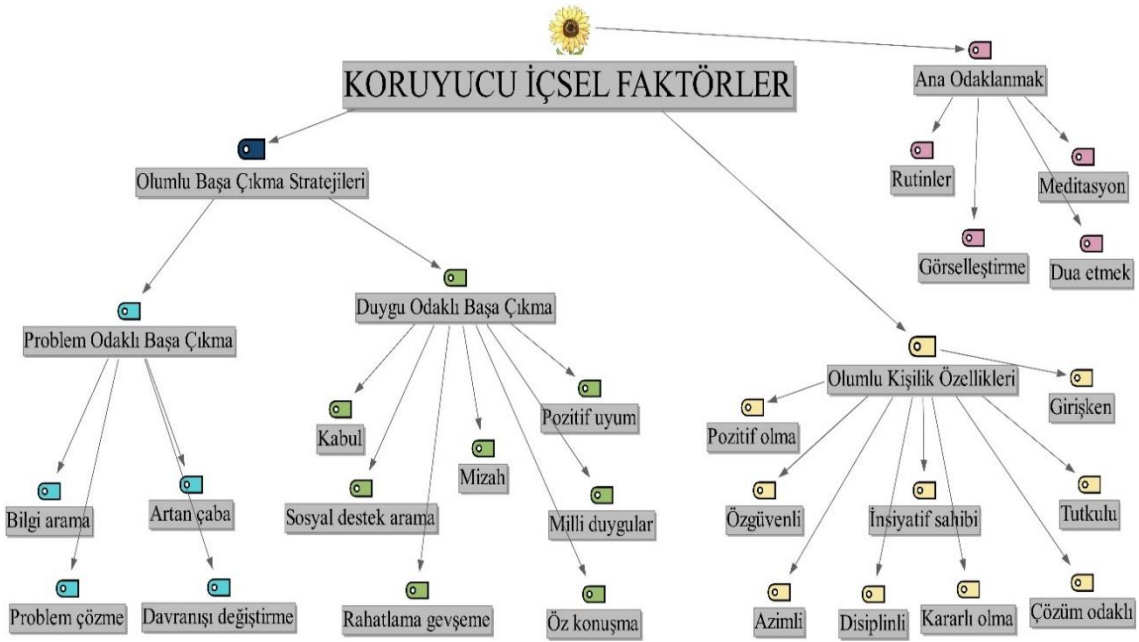 KORUYUCU İÇSEL FAKTÖRLER
Ana Odaklanmak
Rutinler
Meditasyon
Görselleştirme
Dua etmek
Olumlu Başa Çıkma Stratejileri
Problem Odaklı Başa Çıkma
Bilgi arama
Artan çaba
Problem çözme
Davranışı değiştirme
Duygu Odaklı Başa Çıkma
Kabul
Pozitif uyum
Mizah
Sosyal destek arama
Milli duygular
Rahatlama gevşeme
Öz konuşma
Olumlu Kişilik Özellikleri
Girişken
Pozitif olma
Özgüvenli
İnsiyatif sahibi
Tutkulu
Azimli
Disiplinli
Kararlı olma
Çözüm odaklı